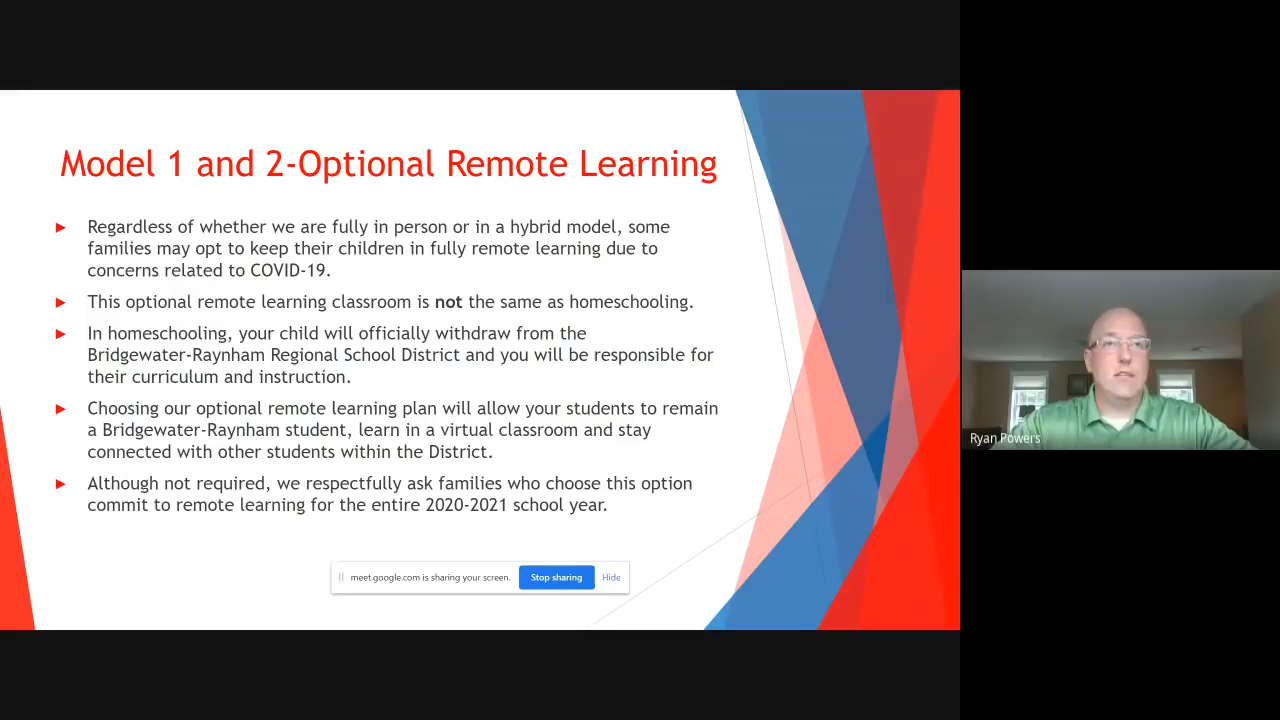 Model 1 and 2-Optional Remote Learning
Regardless of whether we are fully in person or in a hybrid model, some
families may opt to keep their children in fully remote learning due to
concerns related to COVID-19.
This optional remote learning classroom is not the same as homeschooling.
In homeschooling, your child will officially withdraw from the
Bridgewater-Raynham Regional School District and you will be responsible for
their curriculum and instruction.
Choosing our optional remote learning plan will allow your students to remain
a Bridgewater-Raynham student, learn in a virtual classroom and stay
connected with other students within the District.
Although not required, we respectfully ask families who choose this option
commit to remote learning for the entire 2020-2021 school year.
meet.google.com is sharing your screen. Stop sharing Hide
Ryan Powers